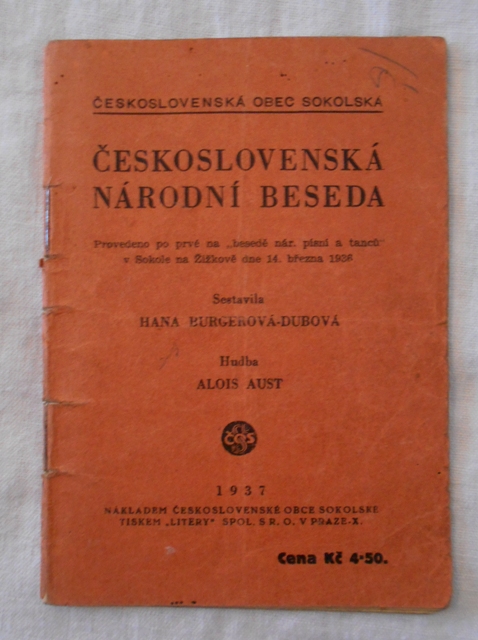 ČESKOSLOVENSKÁ OBEC SOKOLSKÁ
ČESKOSLOVENSKÁ
NÁRODNÍ BESEDA
Provedeno po prvé na „besedě nár. písní a tanců"
v Sokole na Žižkově dne 14. března 1936
Sestavila
HANA BURGEROVÁ-DUBOVÁ
Hudba
ALOIS AUST
ČOS
1937
NÁKLADEM ČESKOSLOVENSKÉ OBCE SOKOLSKÉ
TISKEM „LITERY" SPOL. S R. O. V PRAZE-X.
Cena Kč 4·50.